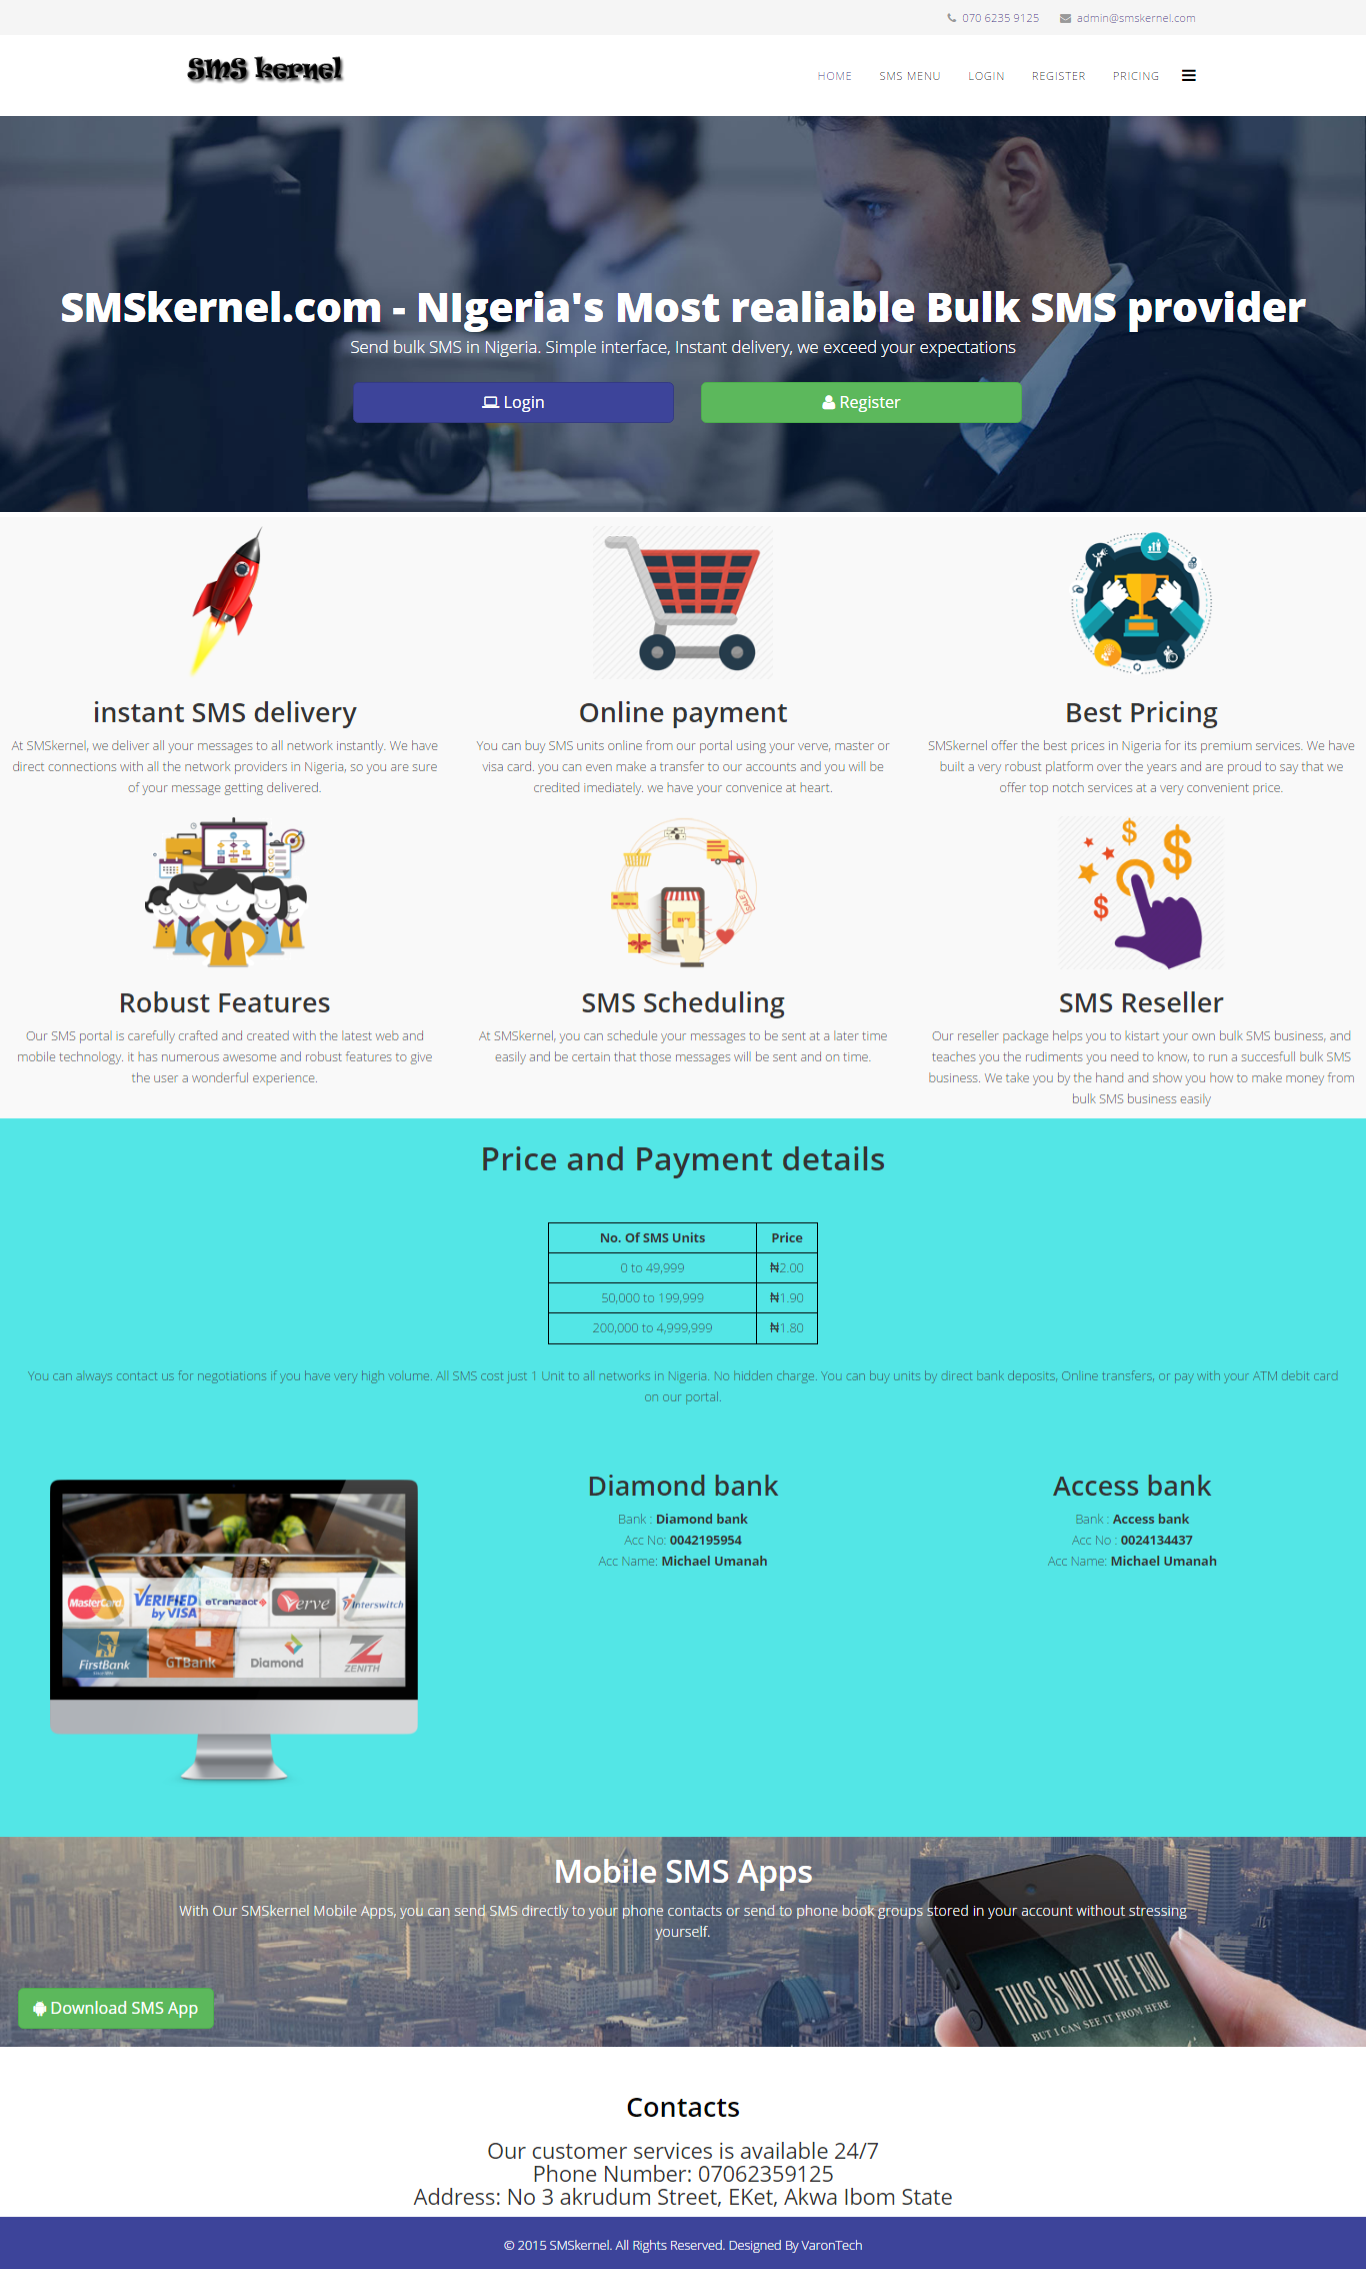 070 6235 9125 admin@smskernel.com
SMS kernel
HOME SMS MENU LOGIN REGISTER PRICING
SMSkernel.com - NIgeria's Most realiable Bulk SMS provider
Send bulk SMS in Nigeria. Simple interface, Instant delivery, we exceed your expectations
Login Register
instant SMS delivery
At SMSkernel, we deliver all your messages to all network instantly. We have
direct connections with all the network providers in Nigeria, so you are sure
of your message getting delivered.
Online payment
You can buy SMS units online from our portal using your verve, master or
visa card. you can even make a transfer to our accounts and you will be
credited imediately. we have your convenice at heart.
Best Pricing
SMSkernel offer the best prices in Nigeria for its premium services. We have
built a very robust platform over the years and are proud to say that we
offer top notch services at a very convenient price.
Robust Features
Our SMS portal is carefully crafted and created with the latest web and
mobile technology. it has numerous awesome and robust features to give
the user a wonderful experience.
SALE
BUY
SMS Scheduling
At SMSkernel, you can schedule your messages to be sent at a later time
easily and be certain that those messages will be sent and on time.
$ $ $
SMS Reseller
Our reseller package helps you to kistart your own bulk SMS business, and
teaches you the rudiments you need to know, to run a succesfull bulk SMS
business. We take you by the hand and show you how to make money from
bulk SMS business easily
Price and Payment details
No. Of SMS Units Price
0 to 49,999 ₦2.00
50,000 to 199,999 ₦1.90
200,000 to 4,999,999 ₦1.80
You can always contact us for negotiations if you have very high volume. All SMS cost just 1 Unit to all networks in Nigeria. No hidden charge. You can buy units by direct bank deposits, Online transfers, or pay with your ATM debit card
on our portal.
MasterCard VERIFIED by VISA eTranzact Verve Interswitch
FirstBank GTBank Diamond ZENITH
Diamond bank
Bank : Diamond bank
Acc No: 0042195954
Acc Name: Michael Umanah
Access bank
Bank : Access bank
Acc No : 0024134437
Acc Name: Michael Umanah
Mobile SMS Apps
With Our SMSkernel Mobile Apps, you can send SMS directly to your phone contacts or send to phone book groups stored in your account without stressing
yourself.
Download SMS App
THIS IS NOT THE END
BUT I CAN SEE IT FROM HERE
Contacts
Our customer services is available 24/7
Phone Number: 07062359125
Address: No 3 akrudum Street, EKet, Akwa Ibom State
© 2015 SMSkernel. All Rights Reserved. Designed By VaronTech